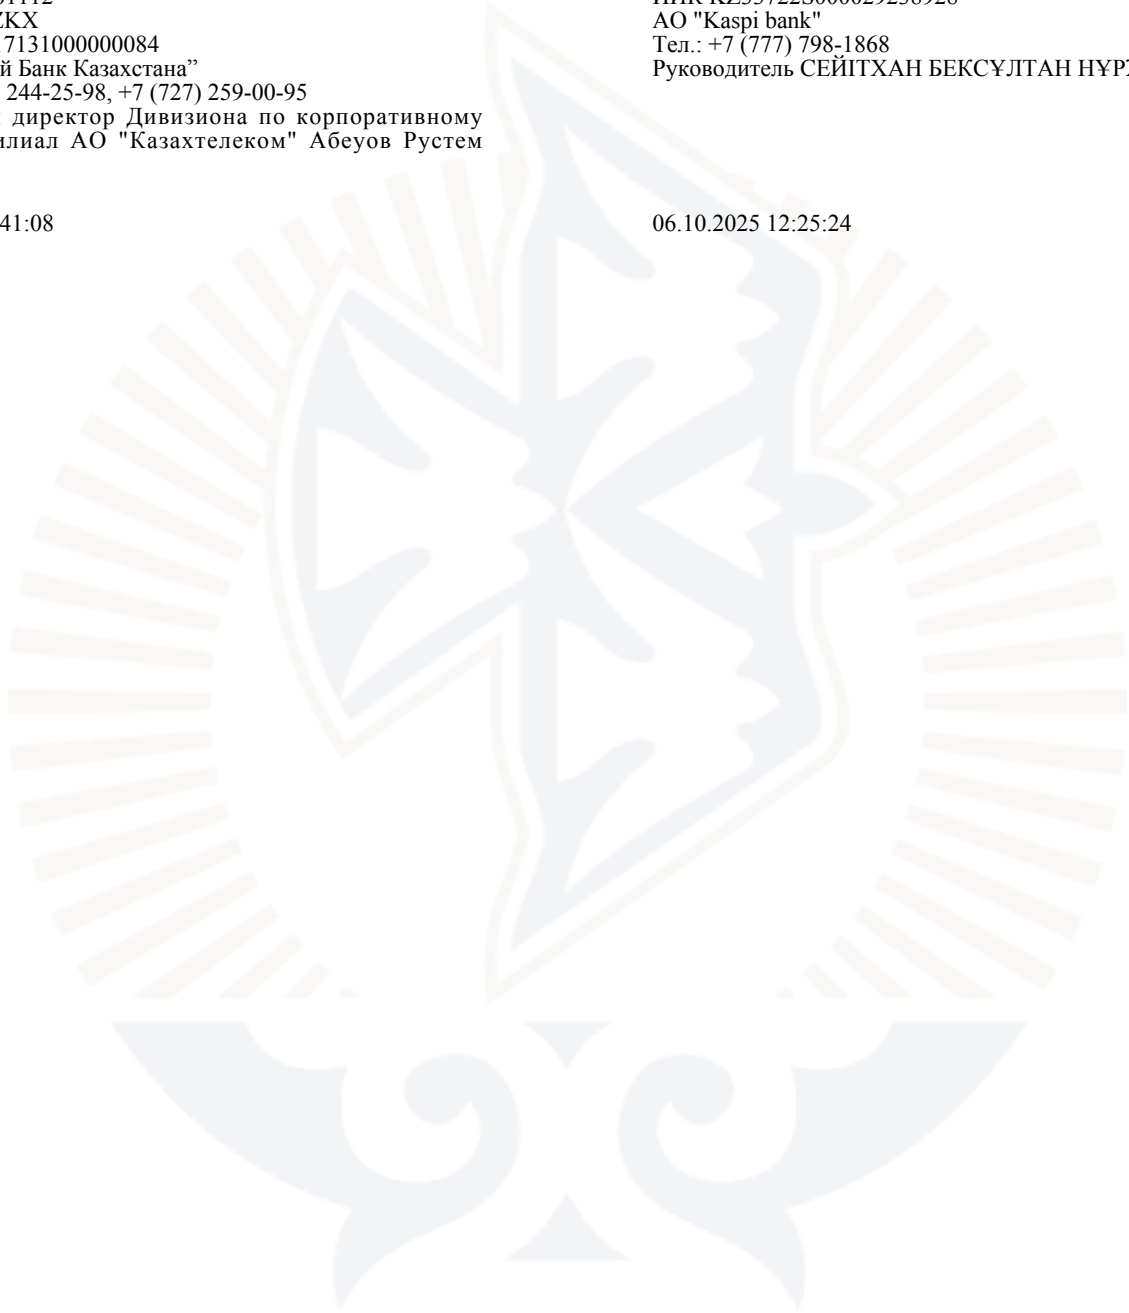 ZKX
17131000000084
й Банк Казахстана”
244-25-98, +7 (727) 259-00-95
директор Дивизиона по корпоративному
илиал АО "Казахтелеком" Абеуов Рустем
41:08
АО "Kaspi bank"
Тел.: +7 (777) 798-1868
Руководитель СЕЙІТХАН БЕКСҰЛТАН
06.10.2025 12:25:24